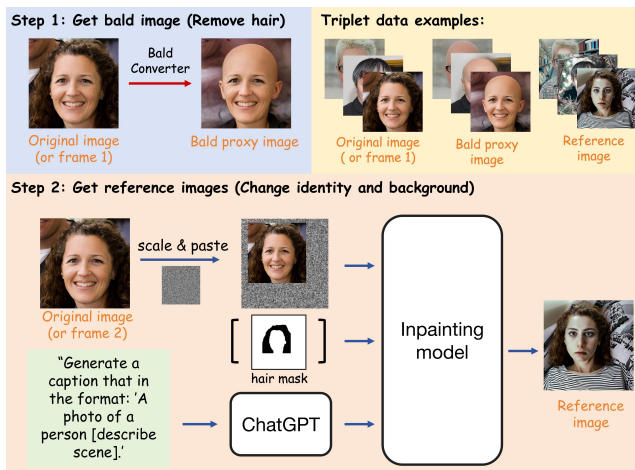 Step 1: Get bald image (Remove hair)
Bald
Converter
Original image
(or frame 1)
Bald proxy image
Triplet data examples:
Original image
( or frame 1)
Bald proxy
image
Reference
image
Step 2: Get reference images (Change identity and background)
scale & paste
Original image
(or frame 2)
hair mask
Inpainting
model
"Generate a
caption that in
the format: 'A
photo of a
person [describe
scene].'
ChatGPT
Reference
image